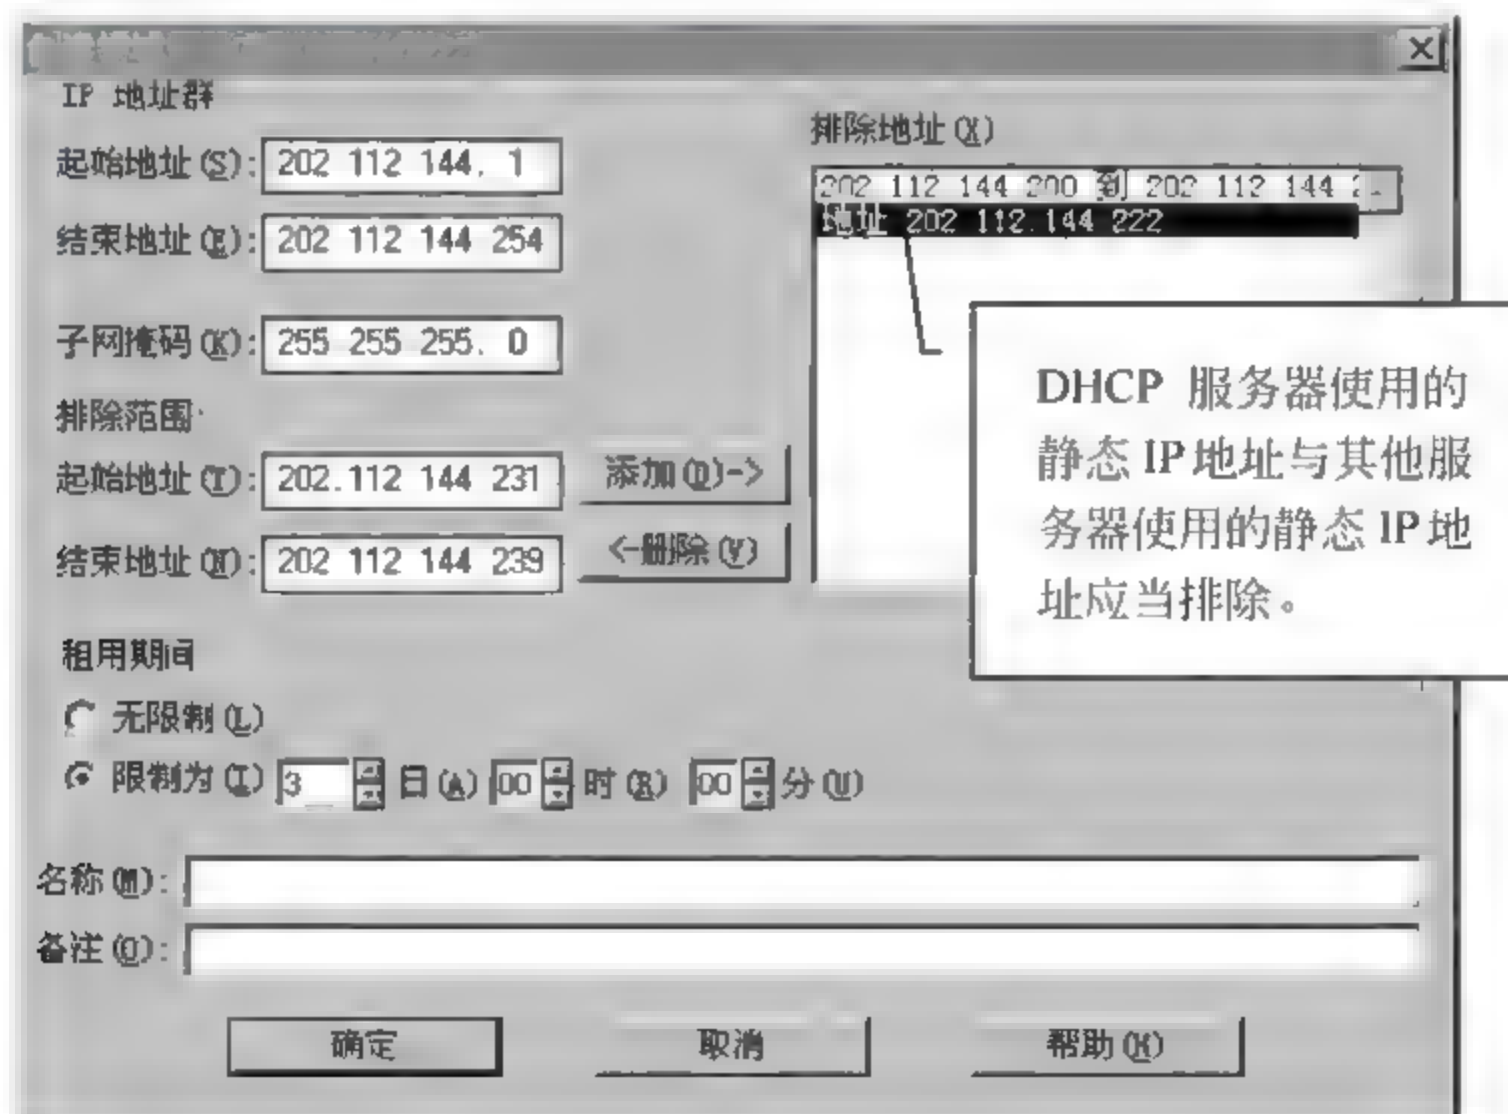 IP 地址群
起始地址(S): 202 112 144. 1
结束地址(E): 202 112 144 254
子网掩码(K): 255 255 255. 0
排除范围:
起始地址(T): 202.112 144 231
结束地址(N): 202 112 144 239
添加(D)->
<-删除(V)
排除地址(X)
202 112 144 200 到 202 112 144
地址 202 112.144 222
DHCP 服务器使用的
静态 IP 地址与其他服
务器使用的静态 IP 地
址应当排除。
租用期间
无限制(L)
限制为(I) 3 日(A) 00 时(R) 00 分(U)
名称(M):
备注(O):
确定 取消 帮助(H)